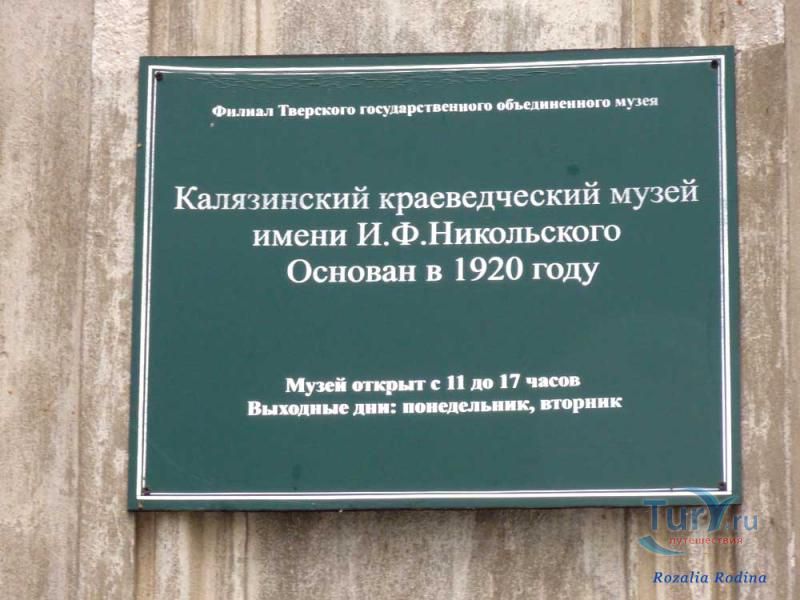 Филиал Тверского государственного объединенного музея
Калязинский краеведческий музей
имени И.Ф.Никольского
Основан в 1920 году
Музей открыт с 11 до 17 часов
Выходные дни: понедельник, вторник
TurY.ru
путешествия
Rozalia Rodina